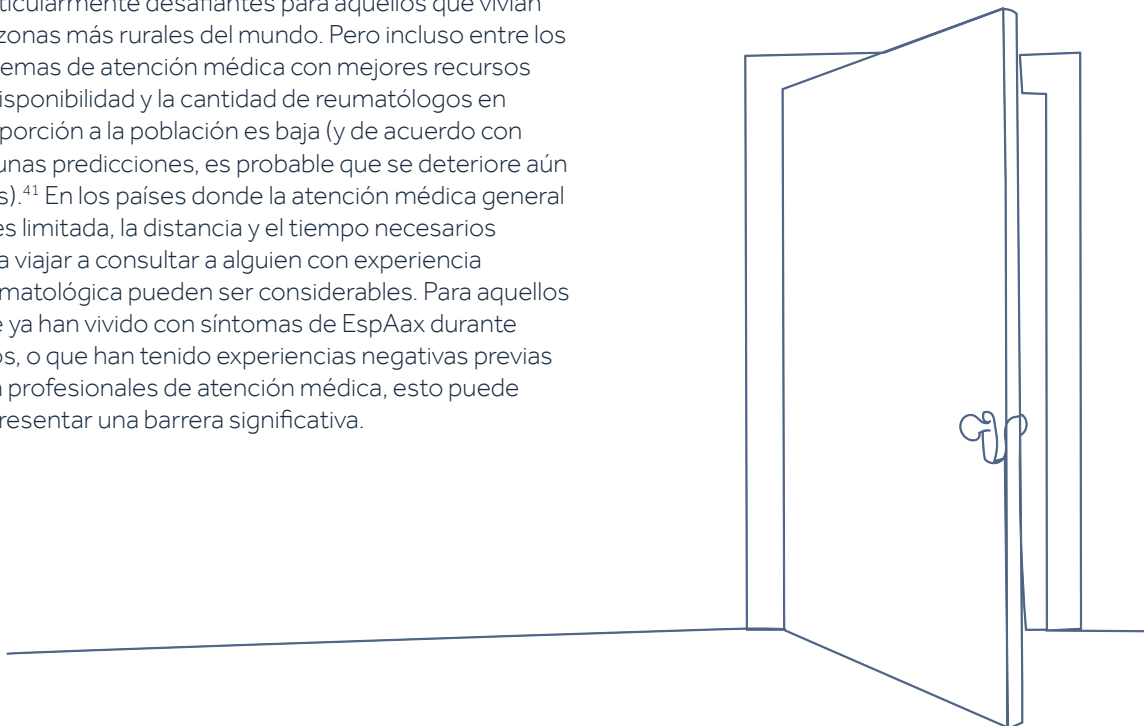 ticularmente desafiantes para aquellos que vivían
zonas más rurales del mundo. Pero incluso entre los
emas de atención médica con mejores recursos
isponibilidad y la cantidad de reumatólogos en
porción a la población es baja (y de acuerdo con
unas predicciones, es probable que se deteriore aún
s).⁴¹ En los países donde la atención médica general
es limitada, la distancia y el tiempo necesarios
a viajar a consultar a alguien con experiencia
matológica pueden ser considerables. Para aquellos
e ya han vivido con síntomas de EspAax durante
os, o que han tenido experiencias negativas previas
n profesionales de atención médica, esto puede
resentar una barrera significativa.